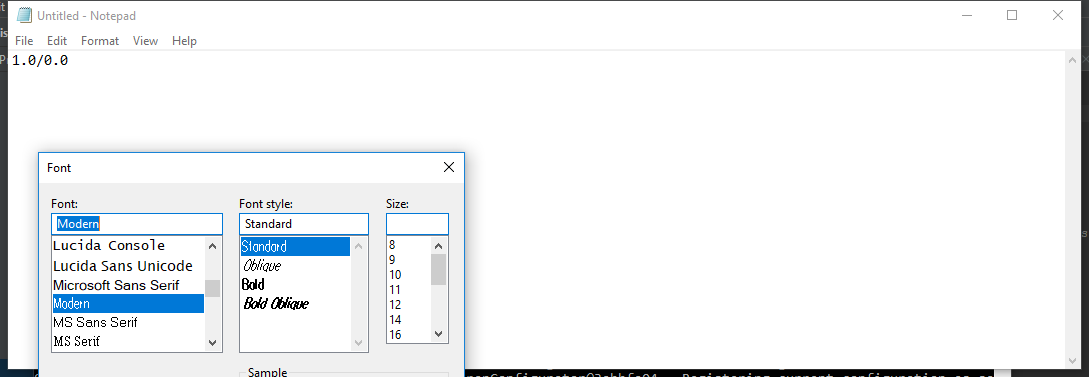 Untitled - Notepad
File Edit Format View Help
1.0/0.0
Font
Font: Font style: Size:
Modern Standard
Lucida Console
Lucida Sans Unicode
Microsoft Sans Serif
Modern
MS Sans Serif
MS Serif
Standard
Oblique
Bold
Bold Oblique
8
9
10
11
12
14
16
Sample